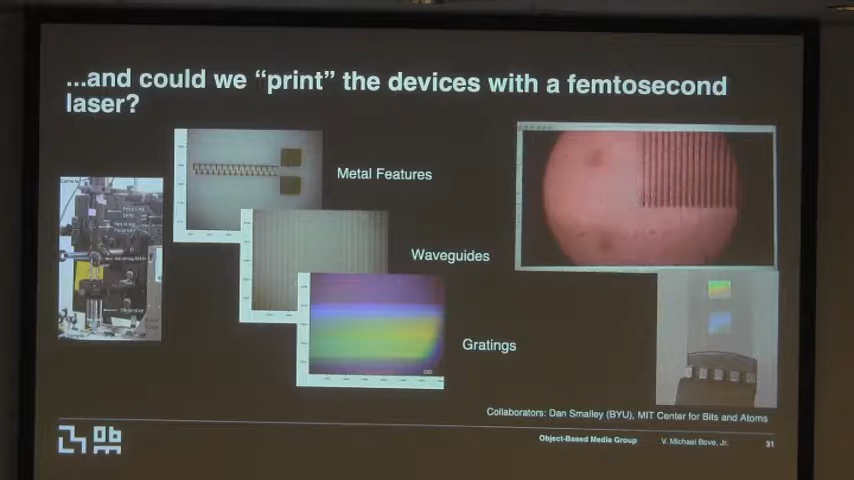 ...and could we “print” the devices with a femtosecond
laser?
Metal Features
Waveguides
Gratings
Objective
Collaborators: Dan Smalley (BYU), MIT Center for Bits and Atoms
Object-Based Media Group
V. Michael Bove, Jr.
31